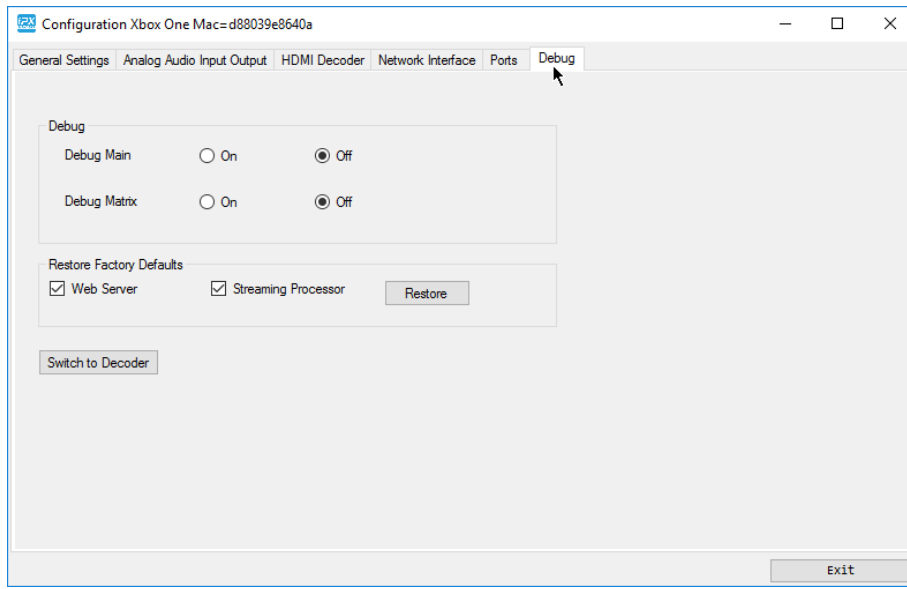 Configuration Xbox One Mac=d88039e8640a
General Settings Analog Audio Input Output HDMI Decoder Network Interface Ports Debug
Debug
Debug Main On Off
Debug Matrix On Off
Restore Factory Defaults
Web Server Streaming Processor Restore
Switch to Decoder
Exit